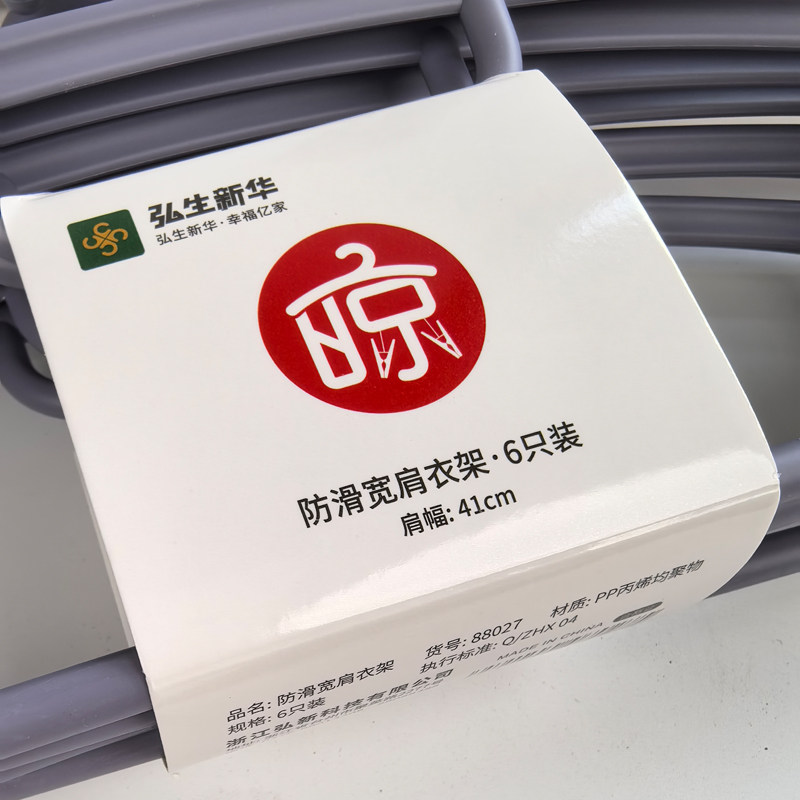 弘生新华
弘生新华·幸福亿家
晾
防滑宽肩衣架·6只装
肩幅: 41cm
品名: 防滑宽肩衣架 货号: 88027 材质: PP丙烯均聚物
规格: 6只装 执行标准: Q/ZHX 04
浙江弘新科技有限公司 MADE IN CHINA